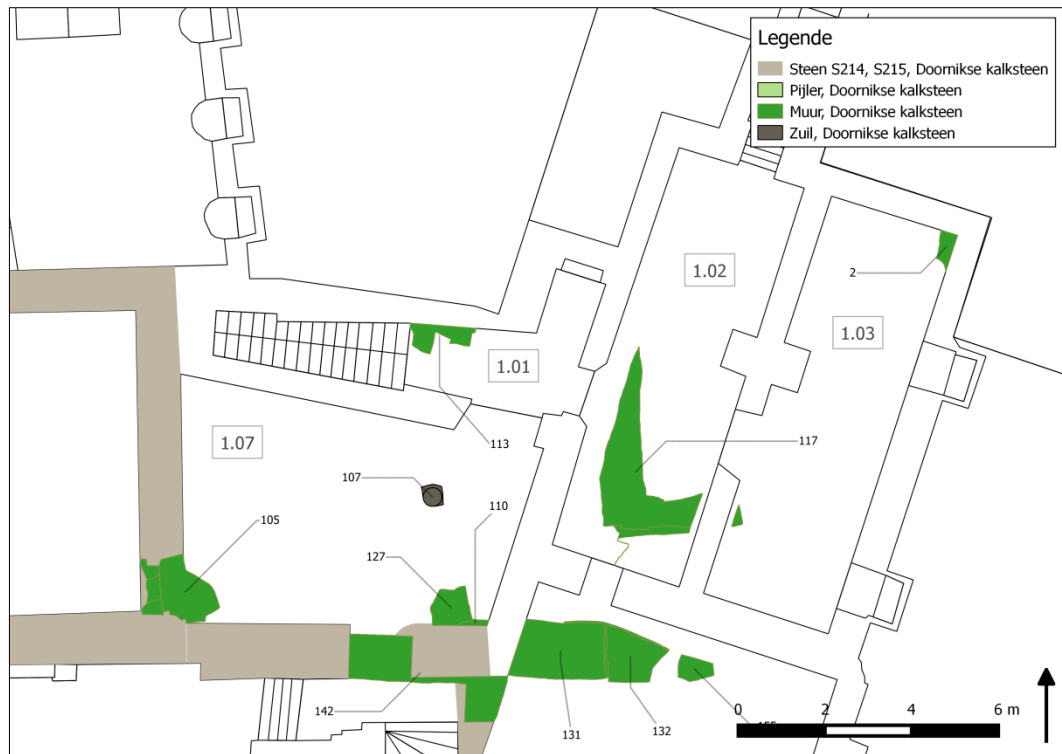 Legende
Steen S214, S215, Doornikse kalksteen
Pijler, Doornikse kalksteen
Muur, Doornikse kalksteen
Zuil, Doornikse kalksteen
1.02
2
1.03
1.01
113
1.07
117
107
110
105
127
142
131
132
0 2 4 6 m